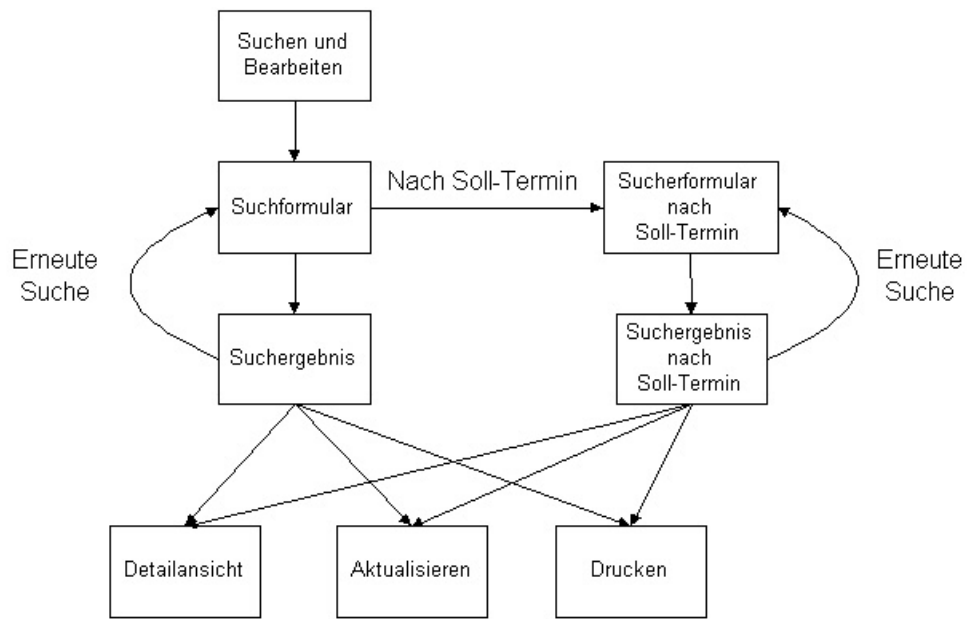 Suchen und
Bearbeiten
Nach Soll-Termin
Suchformular
Sucherformular
nach
Soll-Termin
Erneute
Suche
Erneute
Suche
Suchergebnis
Suchergebnis
nach
Soll-Termin
Detailansicht
Aktualisieren
Drucken